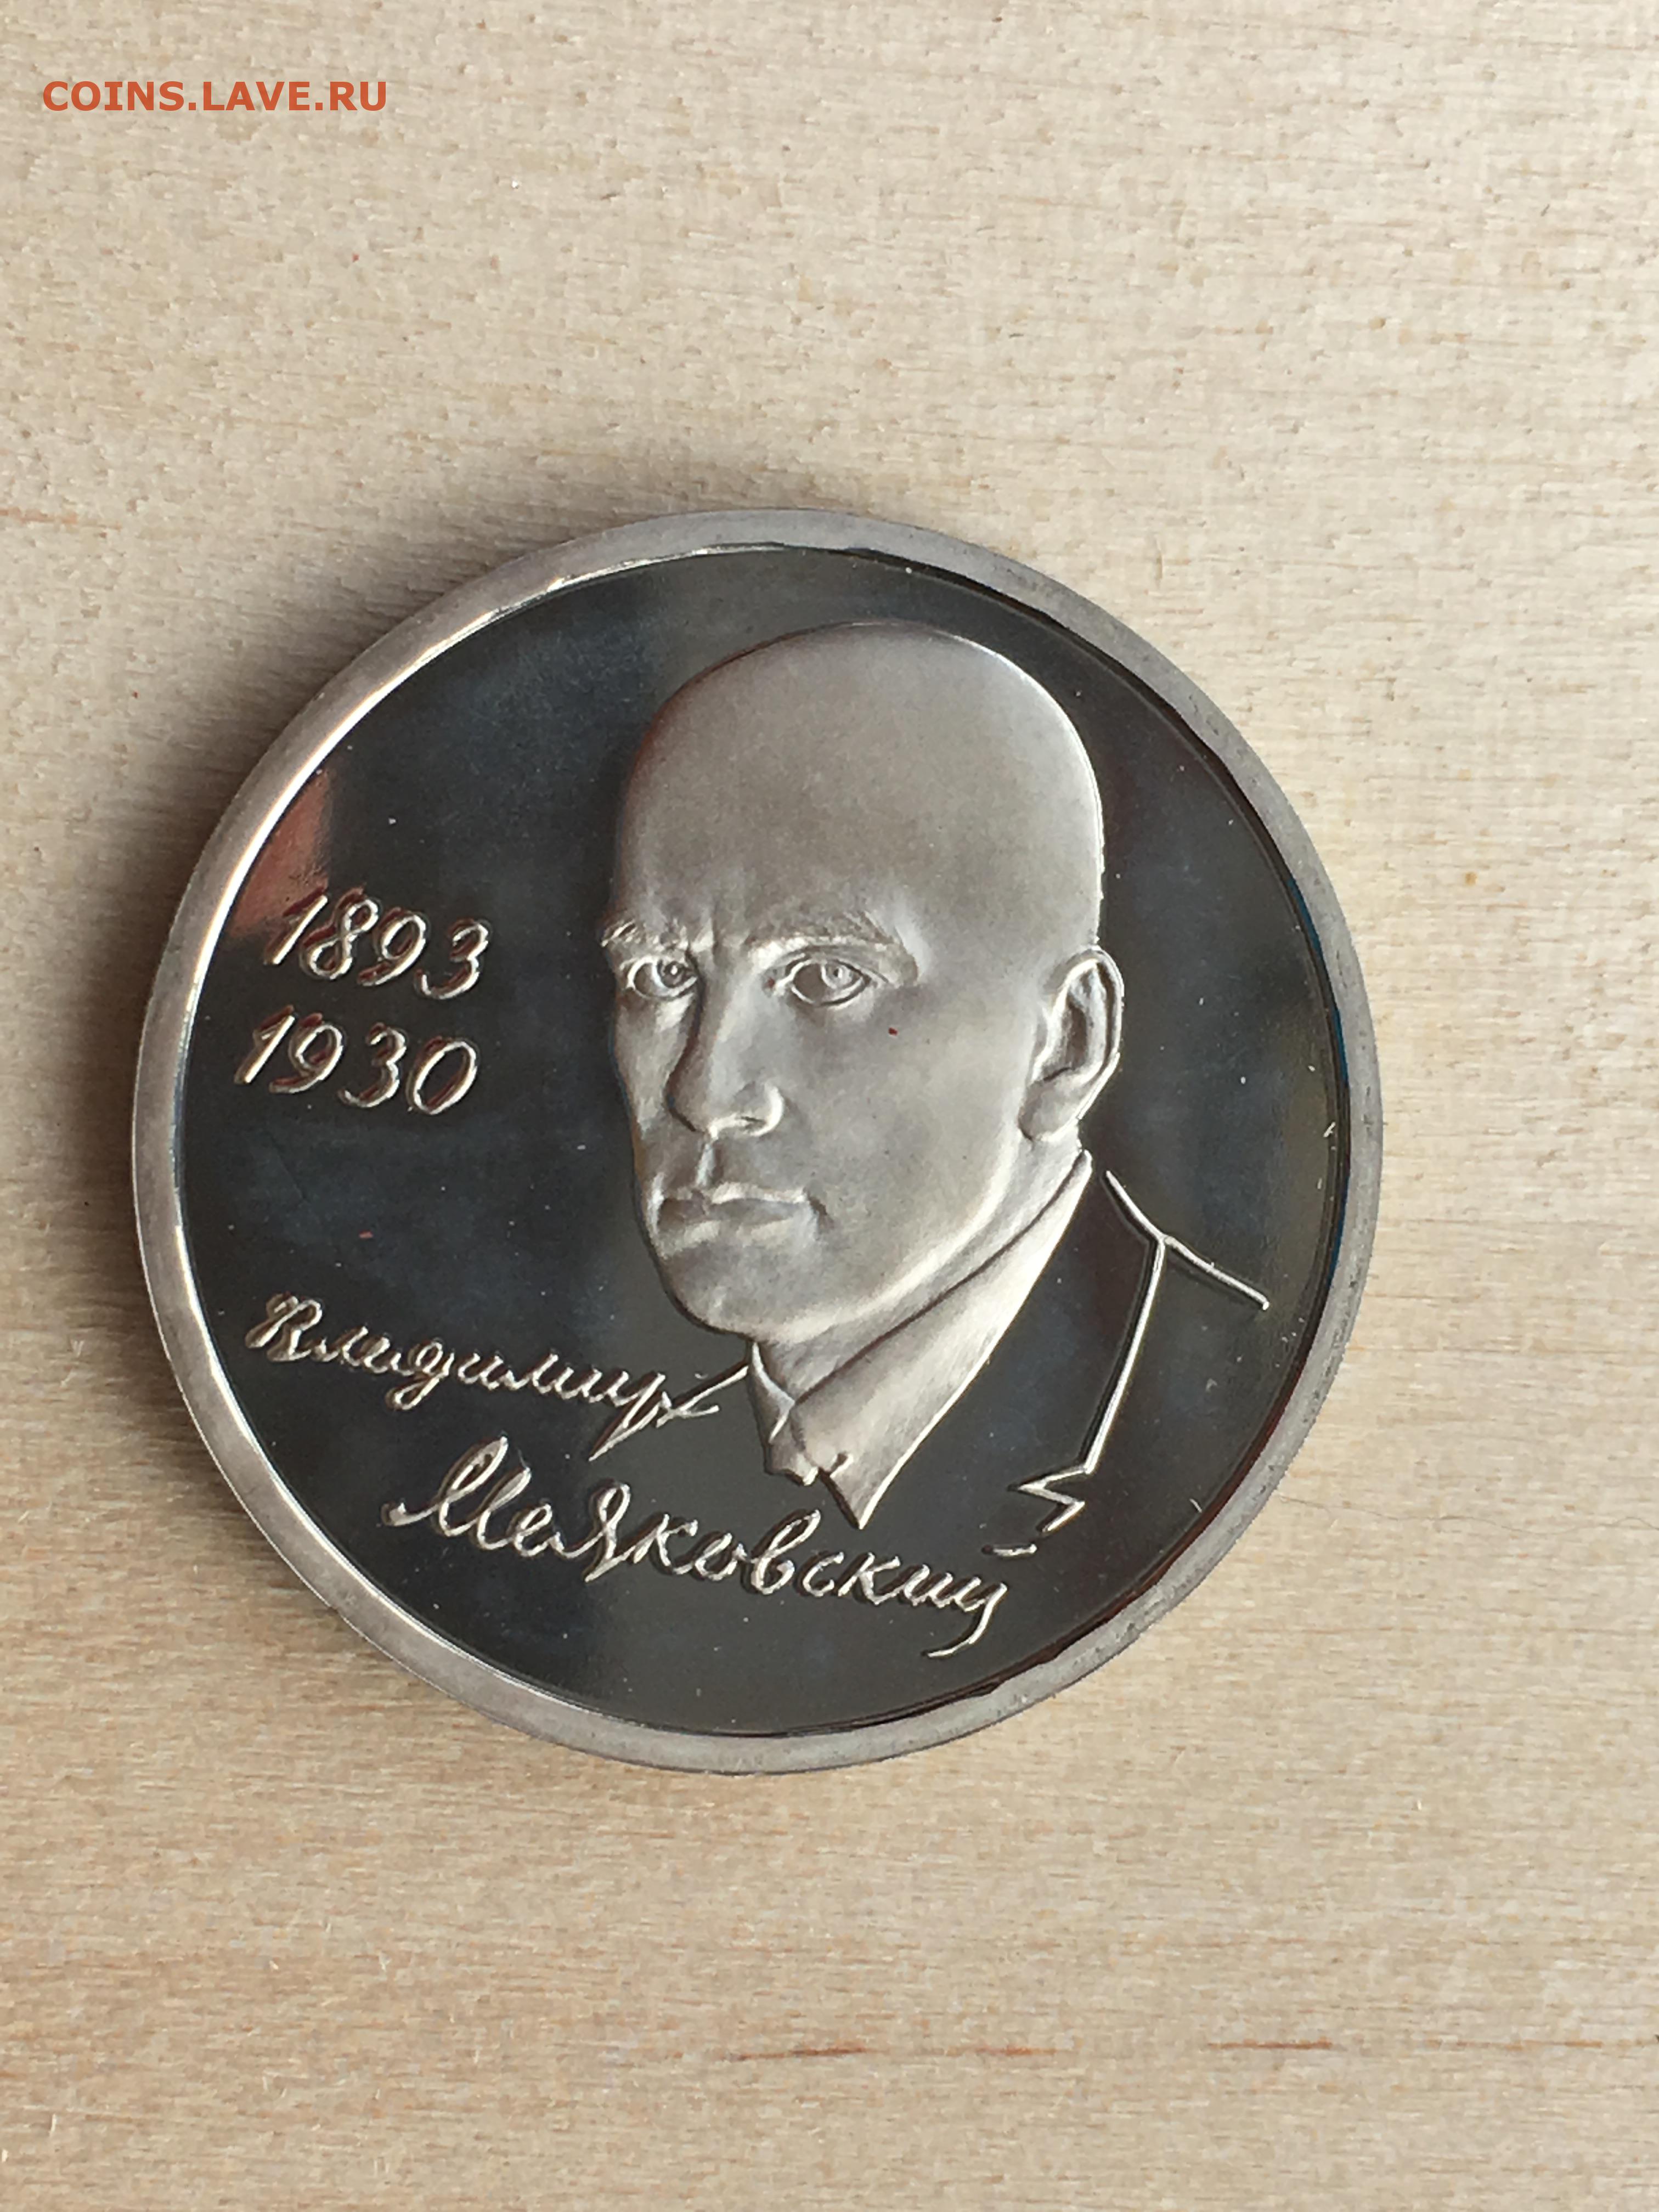 COINS.LAVE.RU
1893
1930
Владимир
Маяковский